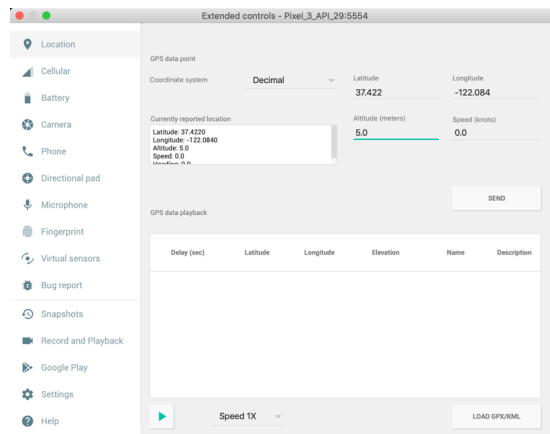 Extended controls - Pixel_3_API_29:5554
Location
Cellular
Battery
Camera
Phone
Directional pad
Microphone
Fingerprint
Virtual sensors
Bug report
Snapshots
Record and Playback
Google Play
Settings
Help
GPS data point
Coordinate system
Decimal
Latitude
37.422
Longitude
-122.084
Currently reported location
Latitude: 37.4220
Longitude: -122.0840
Altitude: 5.0
Speed: 0.0
Heading: 0.0
Altitude (meters)
5.0
Speed (knots)
0.0
SEND
GPS data playback
Delay (sec) Latitude Longitude Elevation Name Description
Speed 1X
LOAD GPX/KML